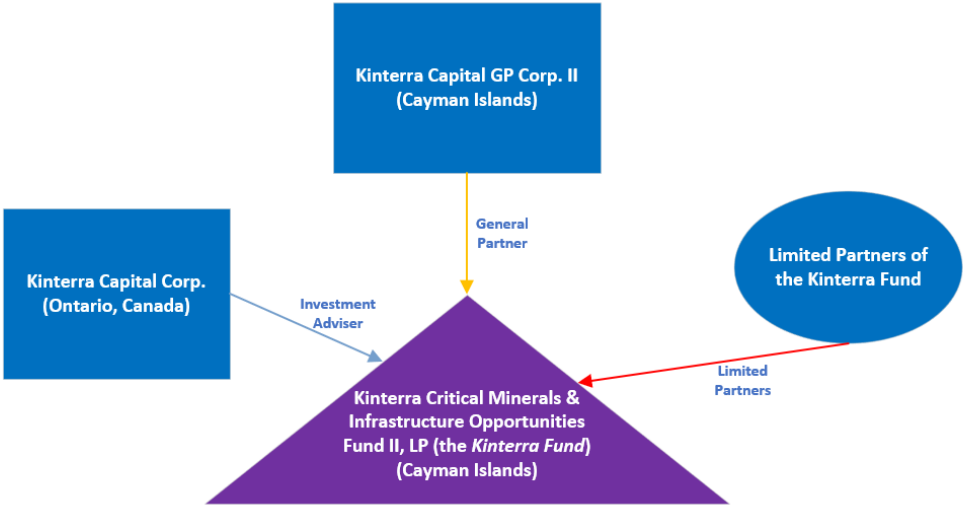 Kinterra Capital GP Corp. II
(Cayman Islands)
General
Partner
Kinterra Capital Corp.
(Ontario, Canada)
Investment
Adviser
Limited Partners of
the Kinterra Fund
Limited
Partners
Kinterra Critical Minerals &
Infrastructure Opportunities
Fund II, LP (the Kinterra Fund)
(Cayman Islands)